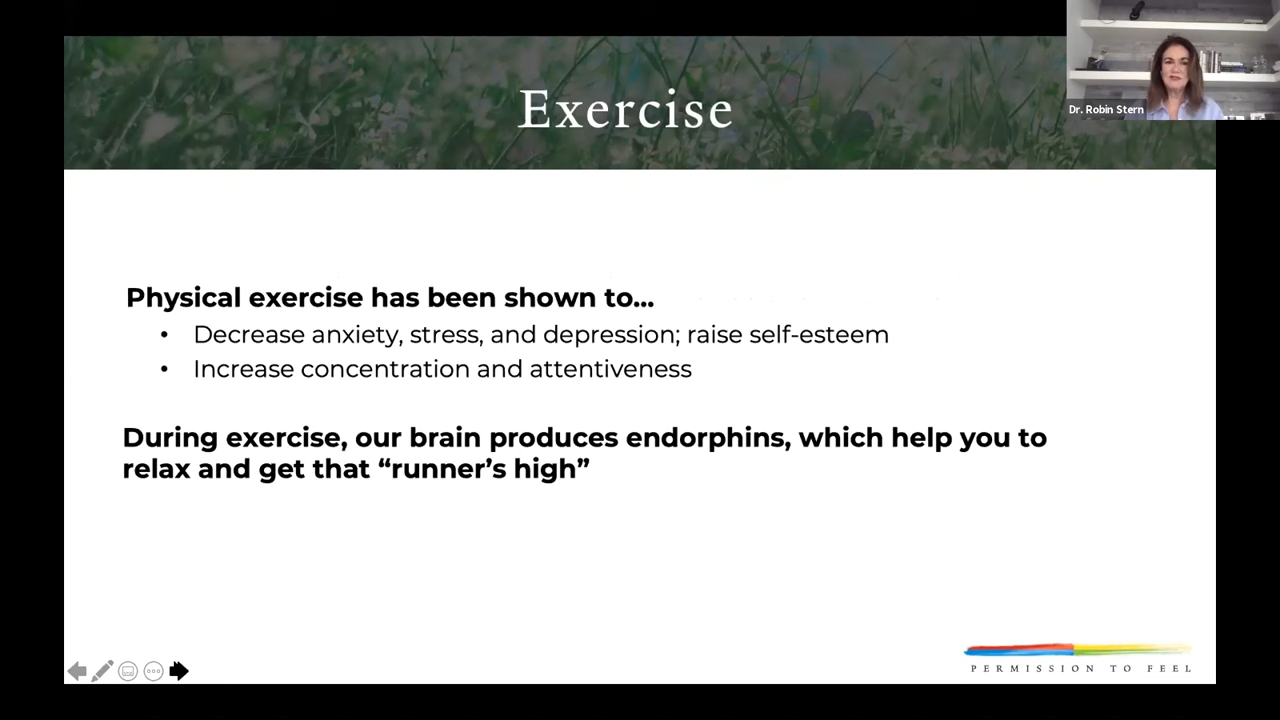 Exercise
Dr. Robin Stern
Physical exercise has been shown to...
• Decrease anxiety, stress, and depression; raise self-esteem
• Increase concentration and attentiveness
During exercise, our brain produces endorphins, which help you to
relax and get that “runner’s high”
PERMISSION TO FEEL